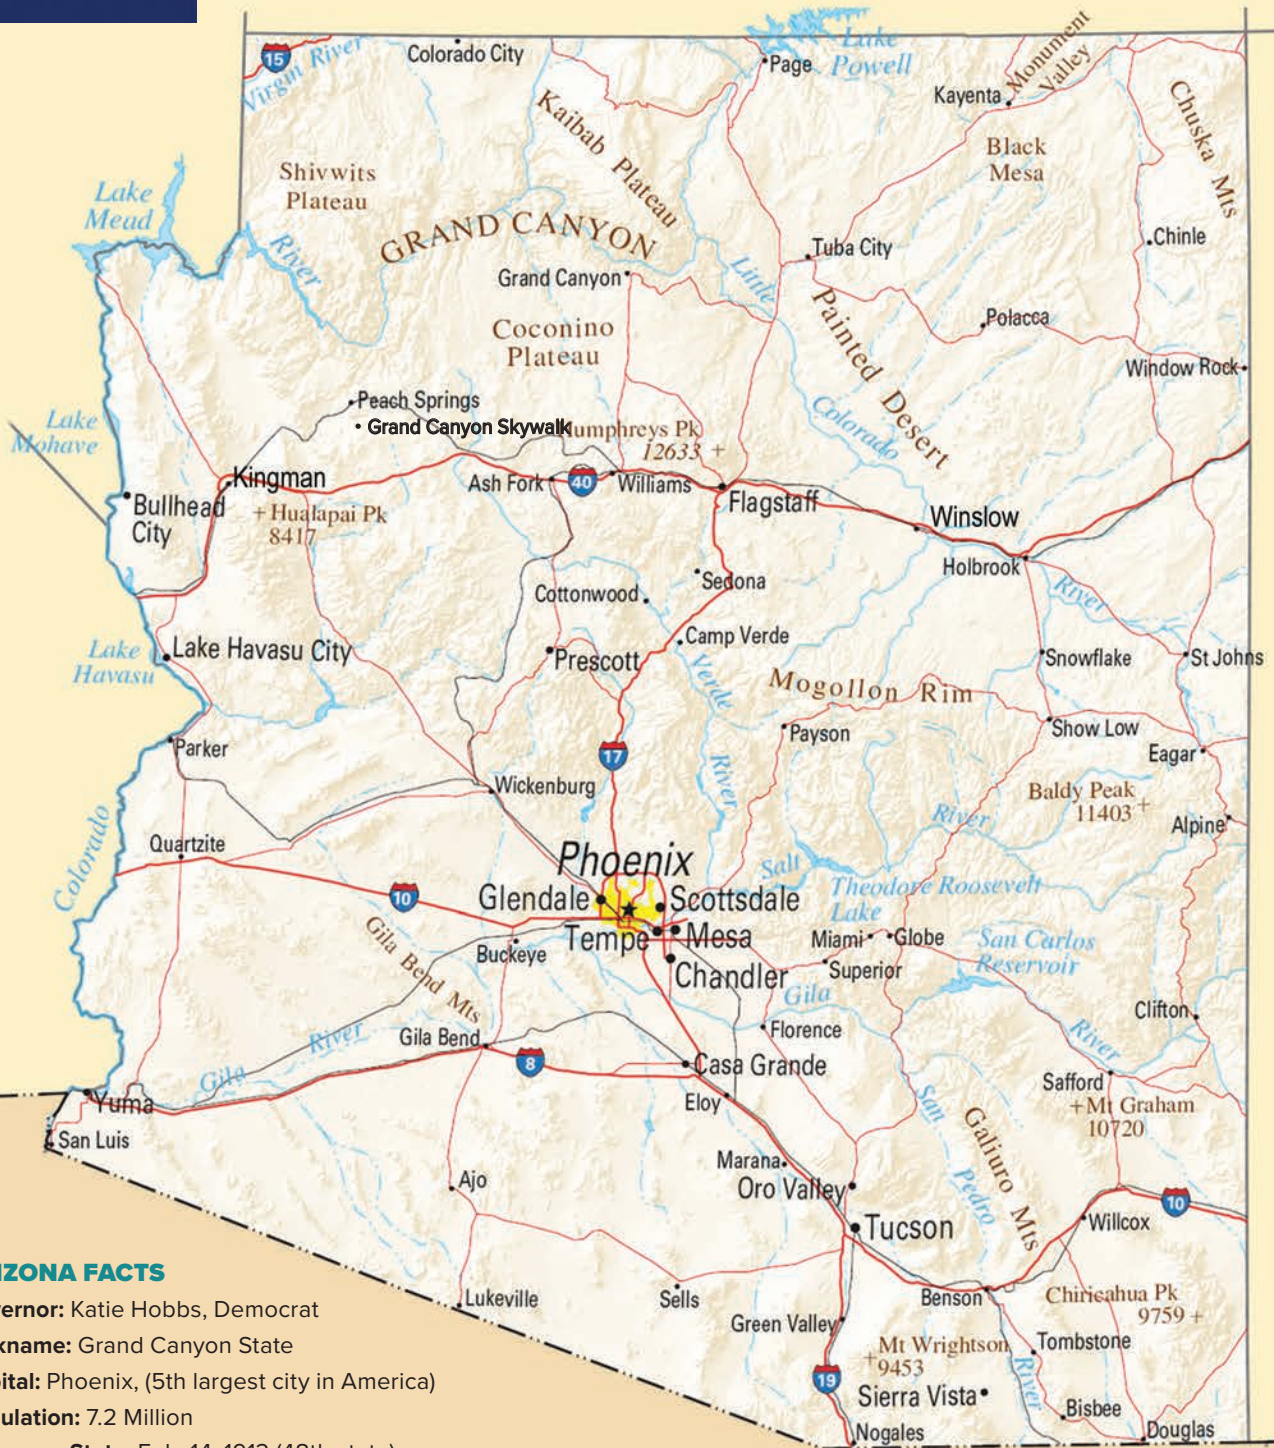 15
Virgin River
Colorado City
Lake
Powell
Page
Monument
Valley
Kayenta
Chuska Mts
Kaibab Plateau
Black
Mesa
Shivwits
Plateau
Lake
Mead
River
GRAND CANYON
Grand Canyon
Little
Tuba City
Chinle
Coconino
Plateau
Painted Desert
Polacca
Window Rock
Peach Springs
• Grand Canyon Skywalk
Humphreys Pk
12633 +
Colorado
Lake
Mohave
Kingman
Ash Fork
40
Williams
Flagstaff
Bullhead
City
+ Hualapai Pk
8417
Winslow
Holbrook
River
Sedona
Cottonwood
Camp Verde
Lake
Havasu
Lake Havasu City
Prescott
Verde
River
Mogollon Rim
Snowflake
St Johns
Parker
17
Payson
Show Low
Eagar
Wickenburg
Baldy Peak
11403 +
River
Alpine
Colorado
Quartzite
Phoenix
Salt
10
Glendale
Scottsdale
Theodore Roosevelt
Lake
Tempe
Mesa
Miami
Globe
San Carlos
Reservoir
Gila Bend Mts
Buckeye
Chandler
Superior
Gila
Clifton
River
Gila Bend
Florence
River
Gila
8
Casa Grande
Safford
+Mt Graham
10720
Yuma
Eloy
San
Pedro
Galiuro Mts
San Luis
Marana
Oro Valley
Ajo
10
Willcox
Tucson
Lukeville
Sells
Benson
Chiricahua Pk
9759 +
Green Valley
Mt Wrightson
+9453
Tombstone
River
19
Sierra Vista
Bisbee
Nogales
Douglas
IZONA FACTS
ernor: Katie Hobbs, Democrat
kname: Grand Canyon State
ital: Phoenix, (5th largest city in America)
ulation: 7.2 Million